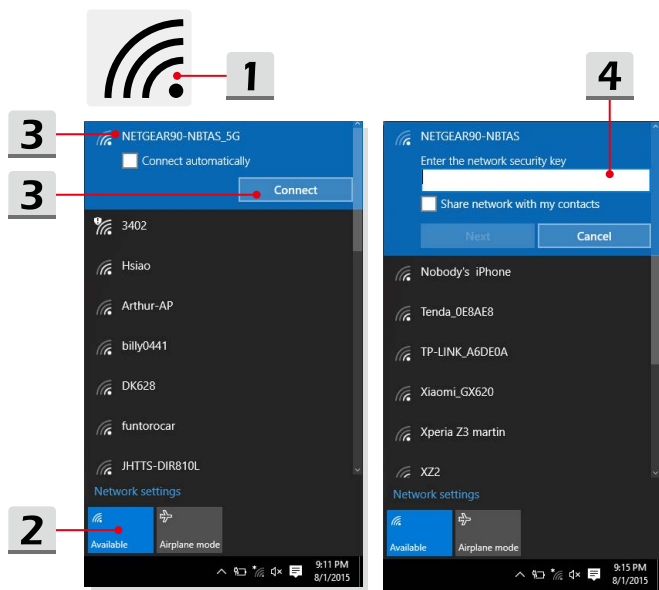 1
3
NETGEAR90-NBTAS_5G
Connect automatically
3
Connect
3402
Hsiao
Arthur-AP
billy0441
DK628
funtorocar
JHTTS-DIR810L
Network settings
2
Available
Airplane mode
9:11 PM
8/1/2015
4
NETGEAR90-NBTAS
Enter the network security key
Share network with my contacts
Next
Cancel
Nobody's iPhone
Tenda_0E8AE8
TP-LINK_A6DE0A
Xiaomi_GX620
Xperia Z3 martin
XZ2
Network settings
Available
Airplane mode
9:15 PM
8/1/2015